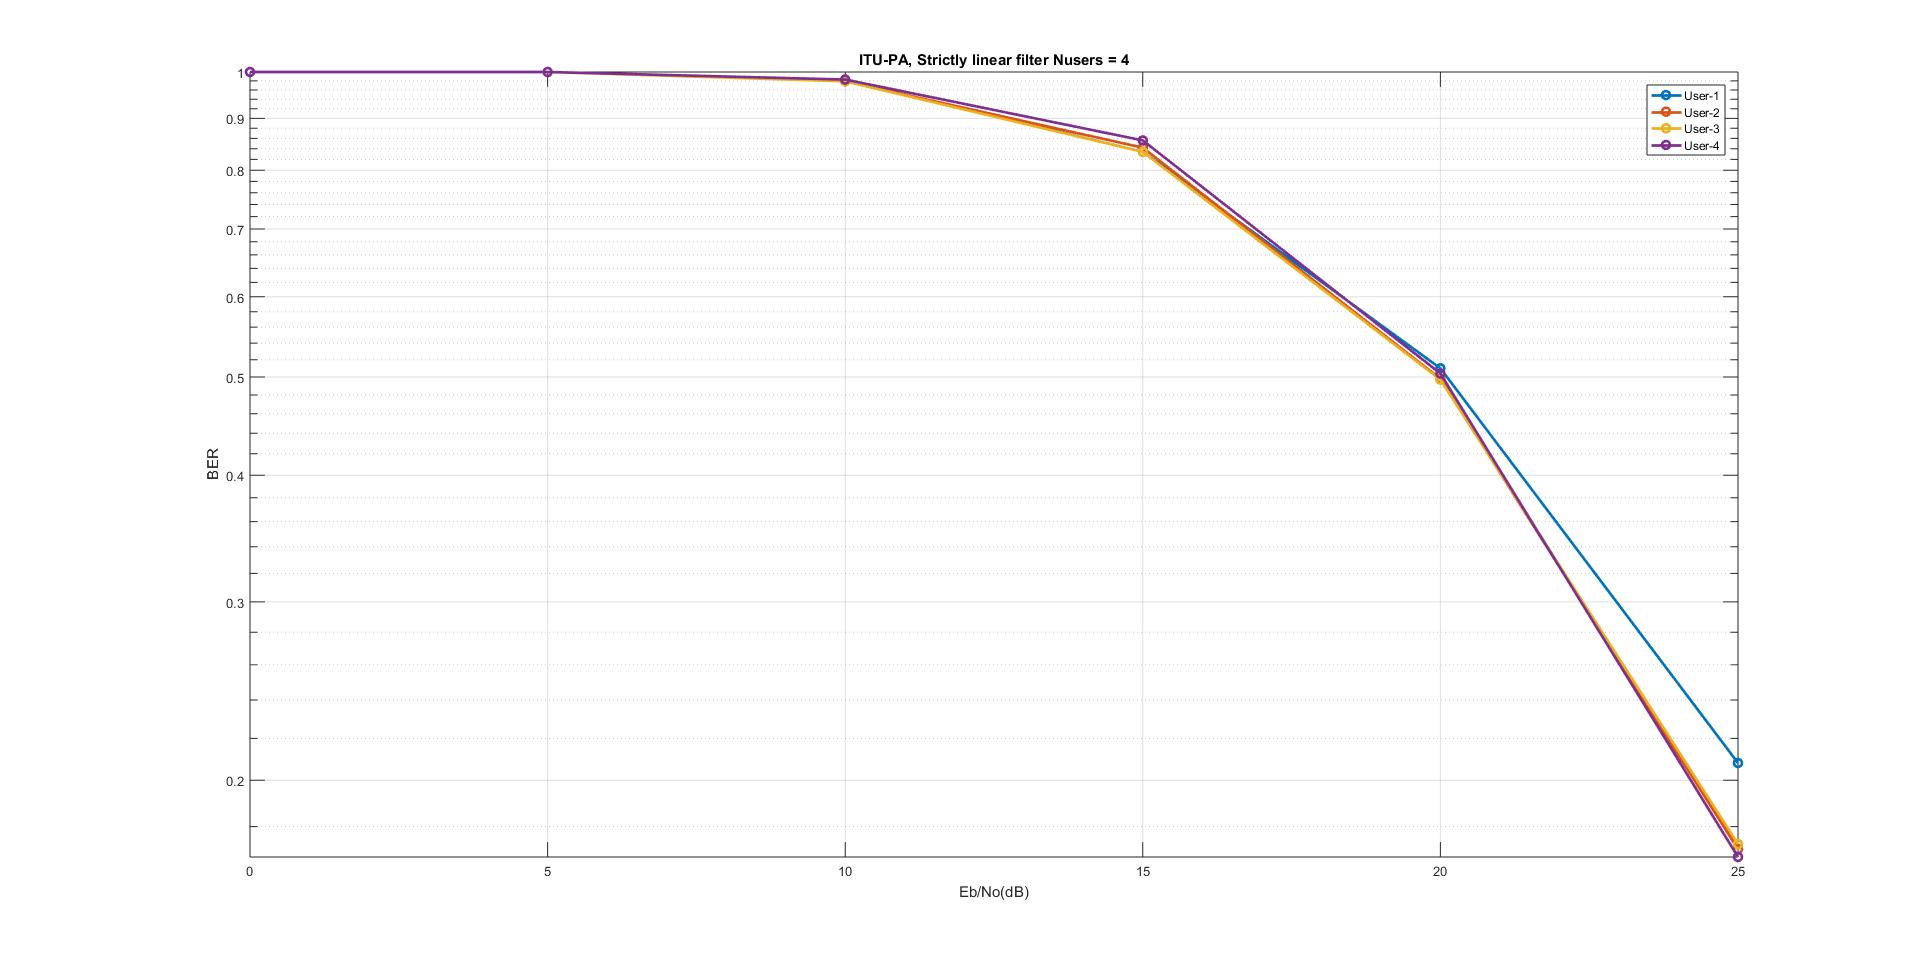 ITU-PA, Strictly linear filter Nusers = 4
1
0.9
0.8
0.7
0.6
0.5
0.4
0.3
0.2
BER
User-1
User-2
User-3
User-4
0 5 10 15 20 25
Eb/No(dB)